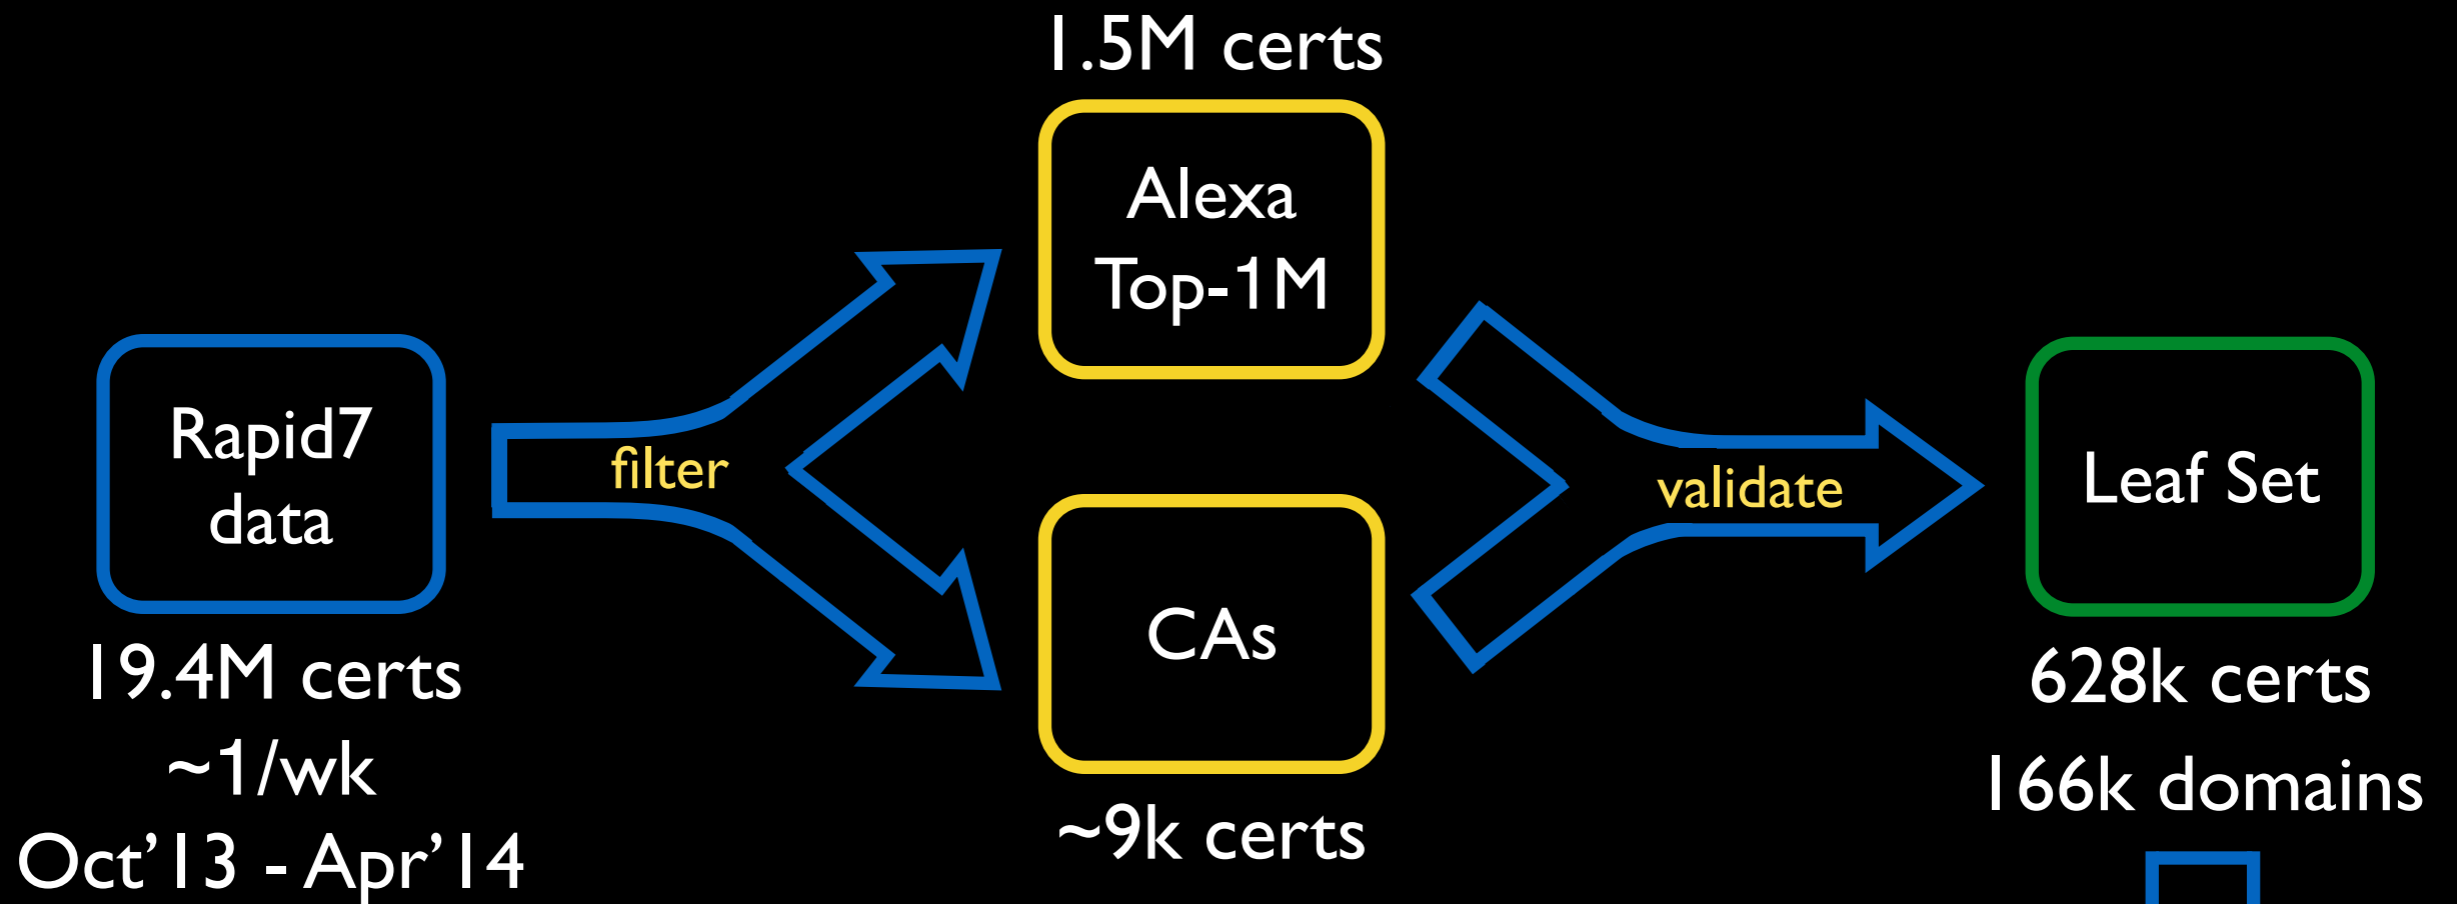 1.5M certs
Alexa
Top-1M
Rapid7
data
filter
validate
Leaf Set
CAs
19.4M certs
~1/wk
Oct'13 - Apr'14
~9k certs
628k certs
166k domains